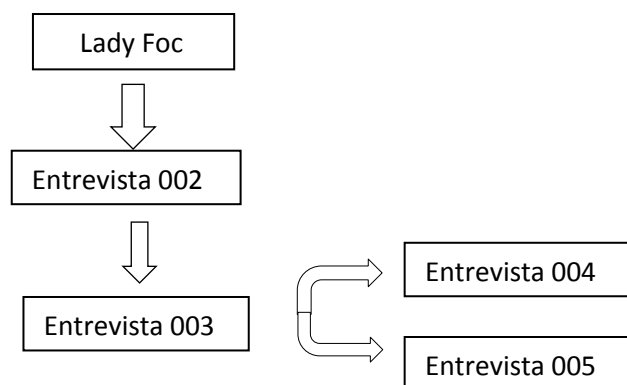 Lady Foc
Entrevista 002
Entrevista 003
Entrevista 004
Entrevista 005